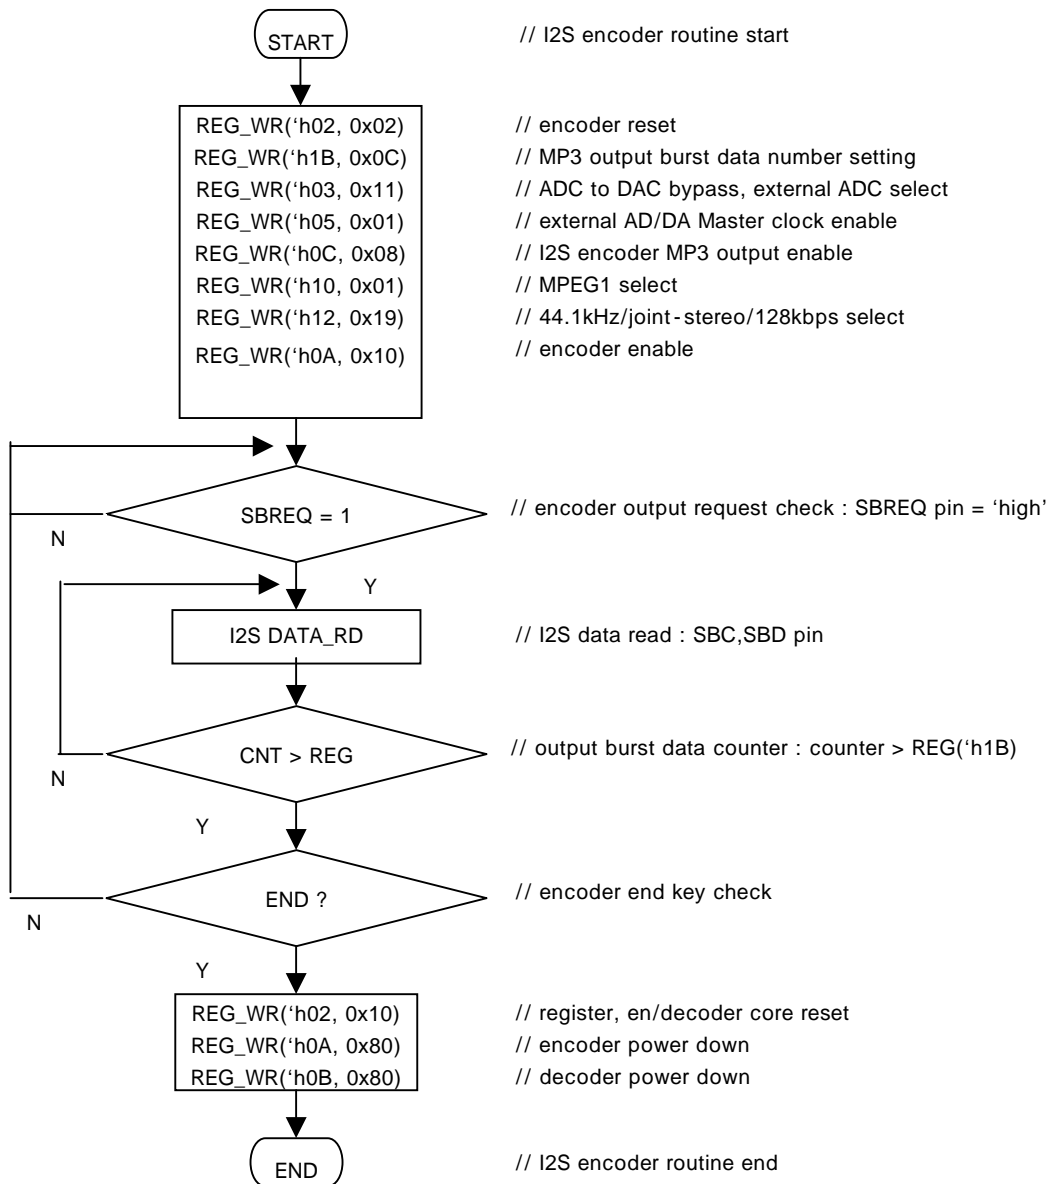 START // I2S encoder routine start
REG_WR(‘h02, 0x02) // encoder reset
REG_WR(‘h1B, 0x0C) // MP3 output burst data number setting
REG_WR(‘h03, 0x11) // ADC to DAC bypass, external ADC select
REG_WR(‘h05, 0x01) // external AD/DA Master clock enable
REG_WR(‘h0C, 0x08) // I2S encoder MP3 output enable
REG_WR(‘h10, 0x01) // MPEG1 select
REG_WR(‘h12, 0x19) // 44.1kHz/joint-stereo/128kbps select
REG_WR(‘h0A, 0x10) // encoder enable
SBREQ = 1 // encoder output request check : SBREQ pin = ‘high’
N
Y
I2S DATA_RD // I2S data read : SBC,SBD pin
CNT > REG // output burst data counter : counter > REG(‘h1B)
N
Y
END ? // encoder end key check
N
Y
REG_WR(‘h02, 0x10) // register, en/decoder core reset
REG_WR(‘h0A, 0x80) // encoder power down
REG_WR(‘h0B, 0x80) // decoder power down
END // I2S encoder routine end